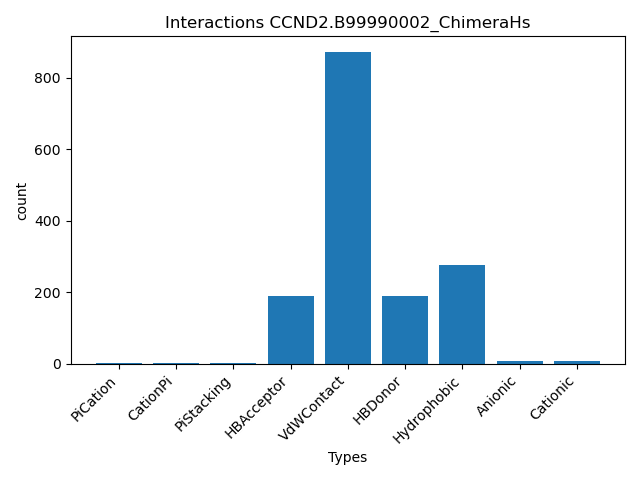 Interactions CCND2.B99990002_ChimeraHs
count
800
600
400
200
0
PiCation
CationPi
PiStacking
HBAcceptor
VdWContact
HBDonor
Hydrophobic
Anionic
Cationic
Types